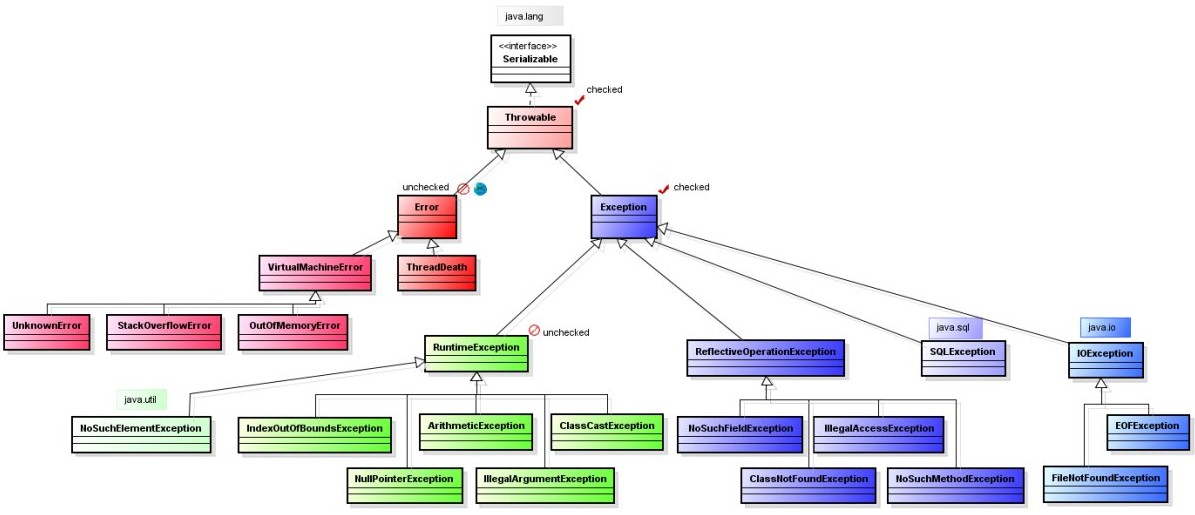 java.lang
<<interface>>
Serializable
checked
Throwable
unchecked
checked
Error
Exception
VirtualMachineError
ThreadDeath
UnknownError
StackOverflowError
OutOfMemoryError
unchecked
RuntimeException
ReflectiveOperationException
java.sql
SQLException
java.io
IOException
java.util
NoSuchElementException
IndexOutOfBoundsException
ArithmeticException
ClassCastException
NoSuchFieldException
IllegalAccessException
EOFException
NullPointerException
IllegalArgumentException
ClassNotFoundException
NoSuchMethodException
FileNotFoundException